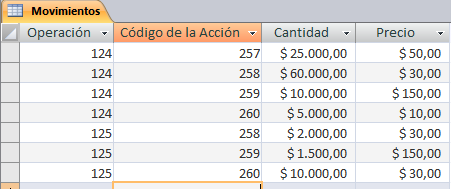 Movimientos
Operación Código de la Acción Cantidad Precio
124 257 $ 25.000,00 $ 50,00
124 258 $ 60.000,00 $ 30,00
124 259 $ 10.000,00 $ 150,00
124 260 $ 5.000,00 $ 10,00
125 258 $ 2.000,00 $ 30,00
125 259 $ 1.500,00 $ 150,00
125 260 $ 10.000,00 $ 30,00